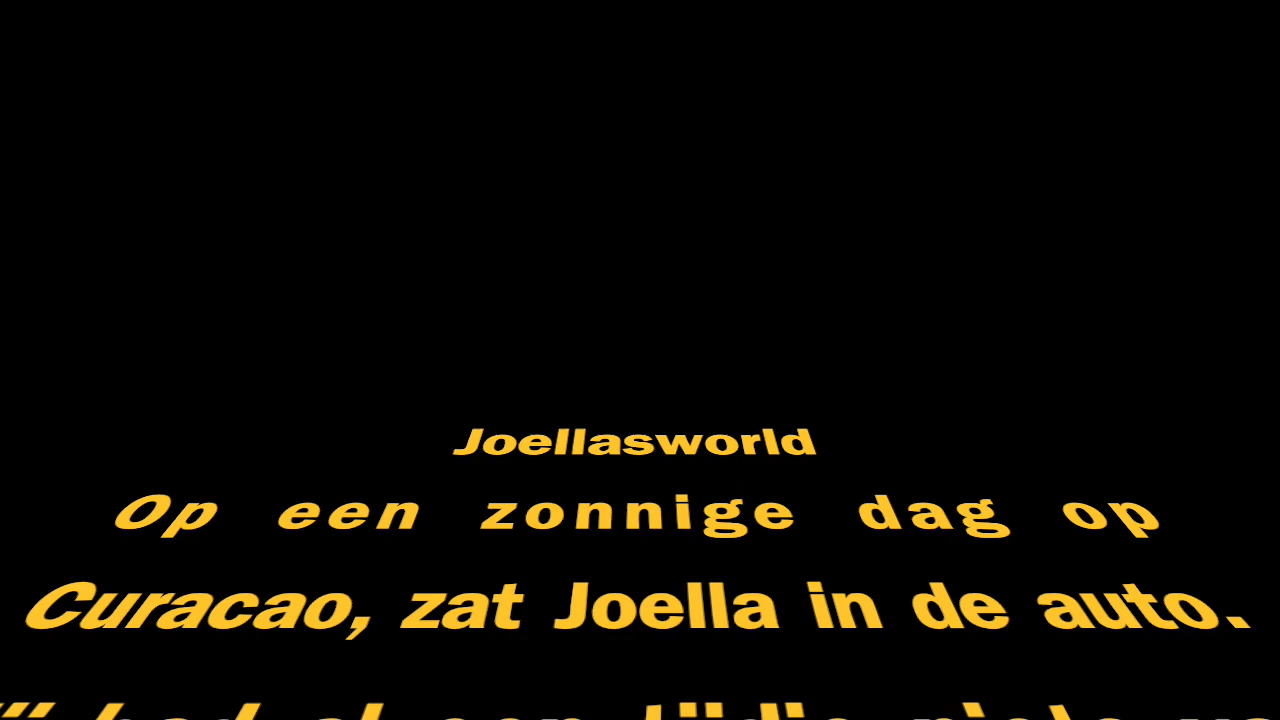 Joellasworld
Op een zonnige dag op
Curacao, zat Joella in de auto.